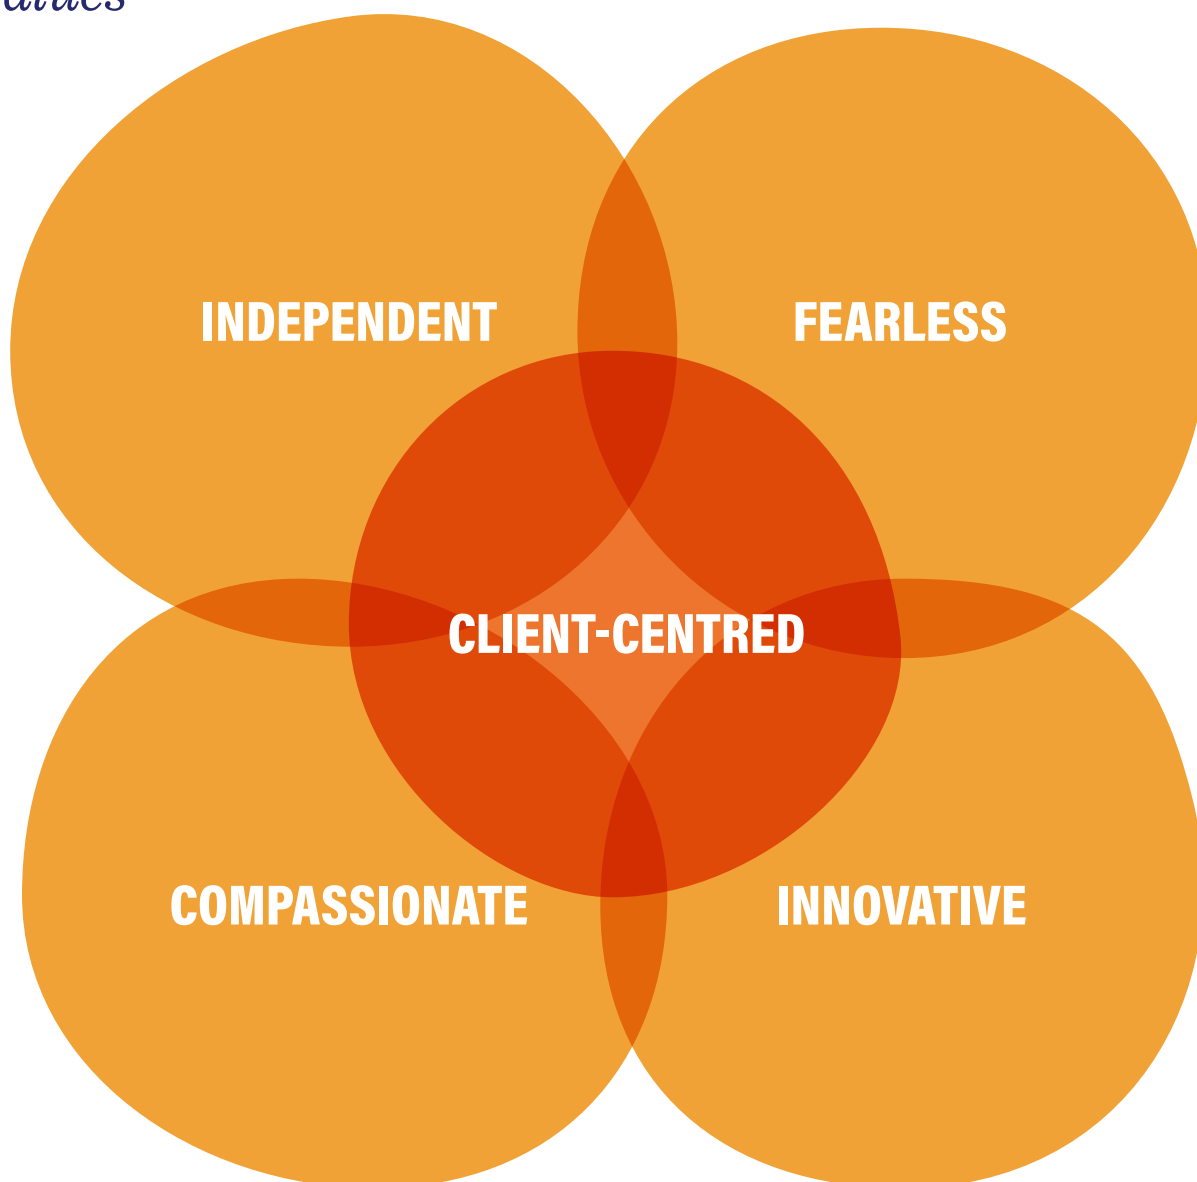 INDEPENDENT
FEARLESS
CLIENT-CENTRED
COMPASSIONATE
INNOVATIVE